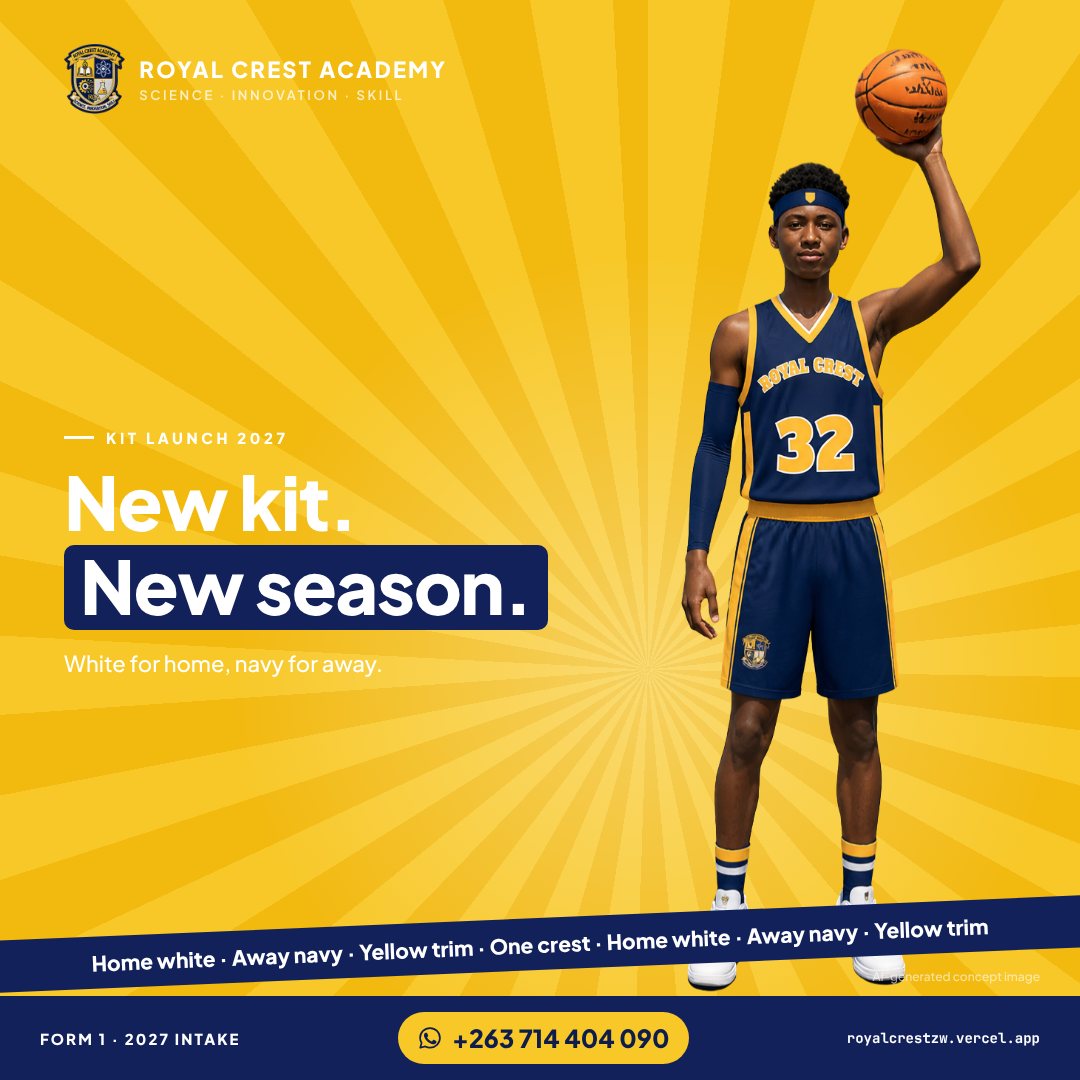 ROYAL CREST ACADEMY
SCIENCE · INNOVATION · SKILL
ROYAL CREST
32
KIT LAUNCH 2027
New kit.
New season.
White for home, navy for away.
Home white · Away navy · Yellow trim · One crest · Home white · Away navy · Yellow trim
AI-generated concept image
FORM 1 · 2027 INTAKE
+263 714 404 090
royalcrestzw.vercel.app